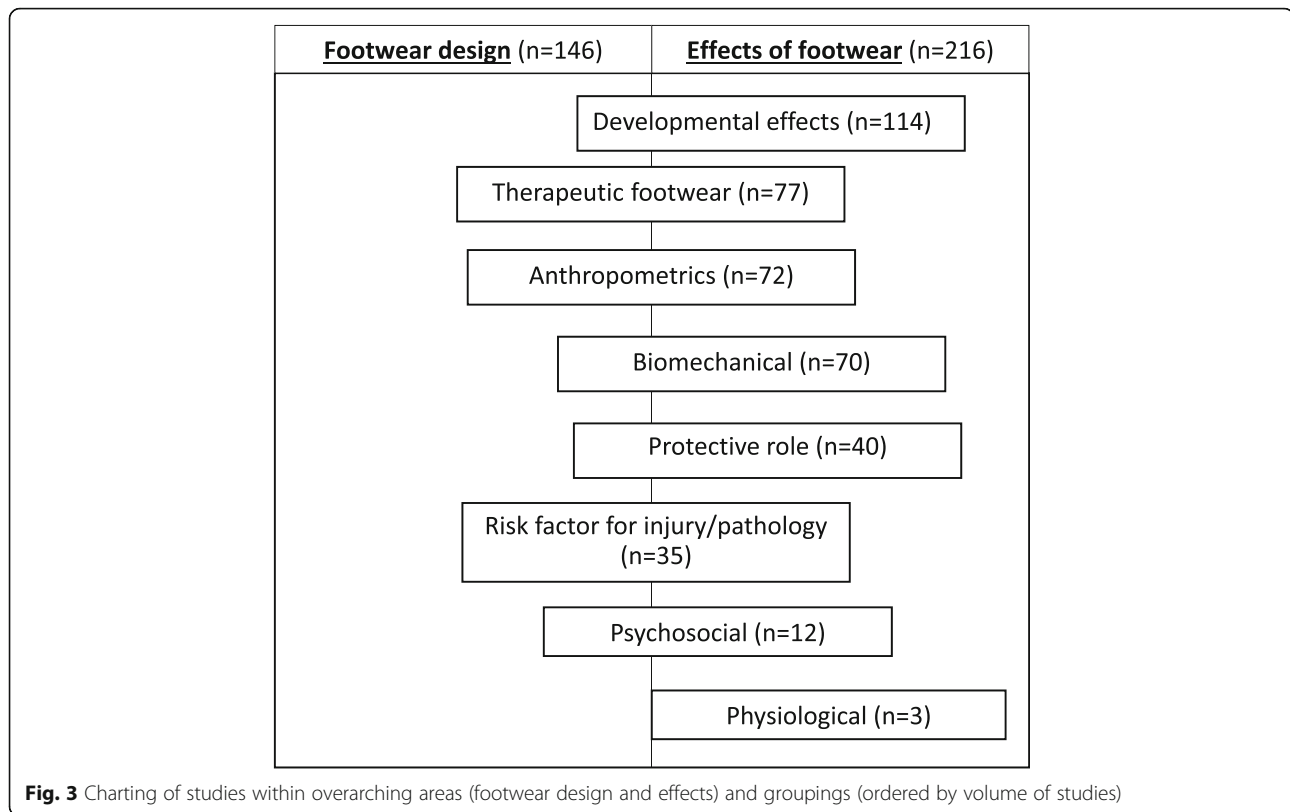 Footwear design (n=146)
Effects of footwear (n=216)
Developmental effects (n=114)
Therapeutic footwear (n=77)
Anthropometrics (n=72)
Biomechanical (n=70)
Protective role (n=40)
Risk factor for injury/pathology
(n=35)
Psychosocial (n=12)
Physiological (n=3)
Fig. 3 Charting of studies within overarching areas (footwear design and effects) and groupings (ordered by volume of studies)